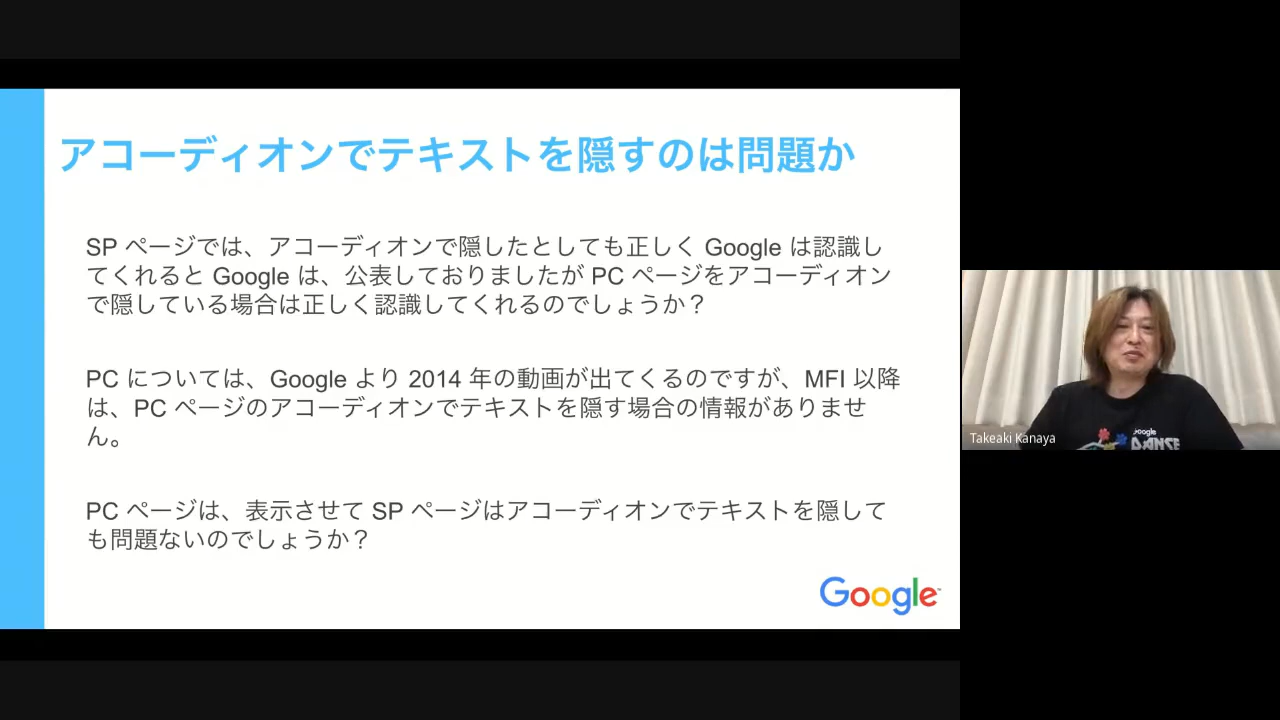 アコーディオンでテキストを隠すのは問題か
SP ページでは、アコーディオンで隠したとしても正しく Google は認識し
てくれると Google は、公表しておりましたが PC ページをアコーディオン
で隠している場合は正しく認識してくれるのでしょうか？
PC については、Google より 2014 年の動画が出てくるのですが、MFI 以降
は、PC ページのアコーディオンでテキストを隠す場合の情報がありませ
ん。
PC ページは、表示させて SP ページはアコーディオンでテキストを隠して
も問題ないのでしょうか？
Google
Takeaki Kanaya
Google
DANCE